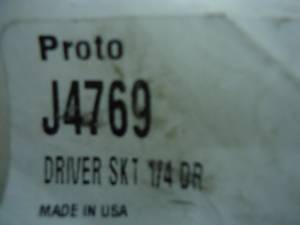 Proto
J4769
DRIVER SKT 1/4 DR
MADE IN USA